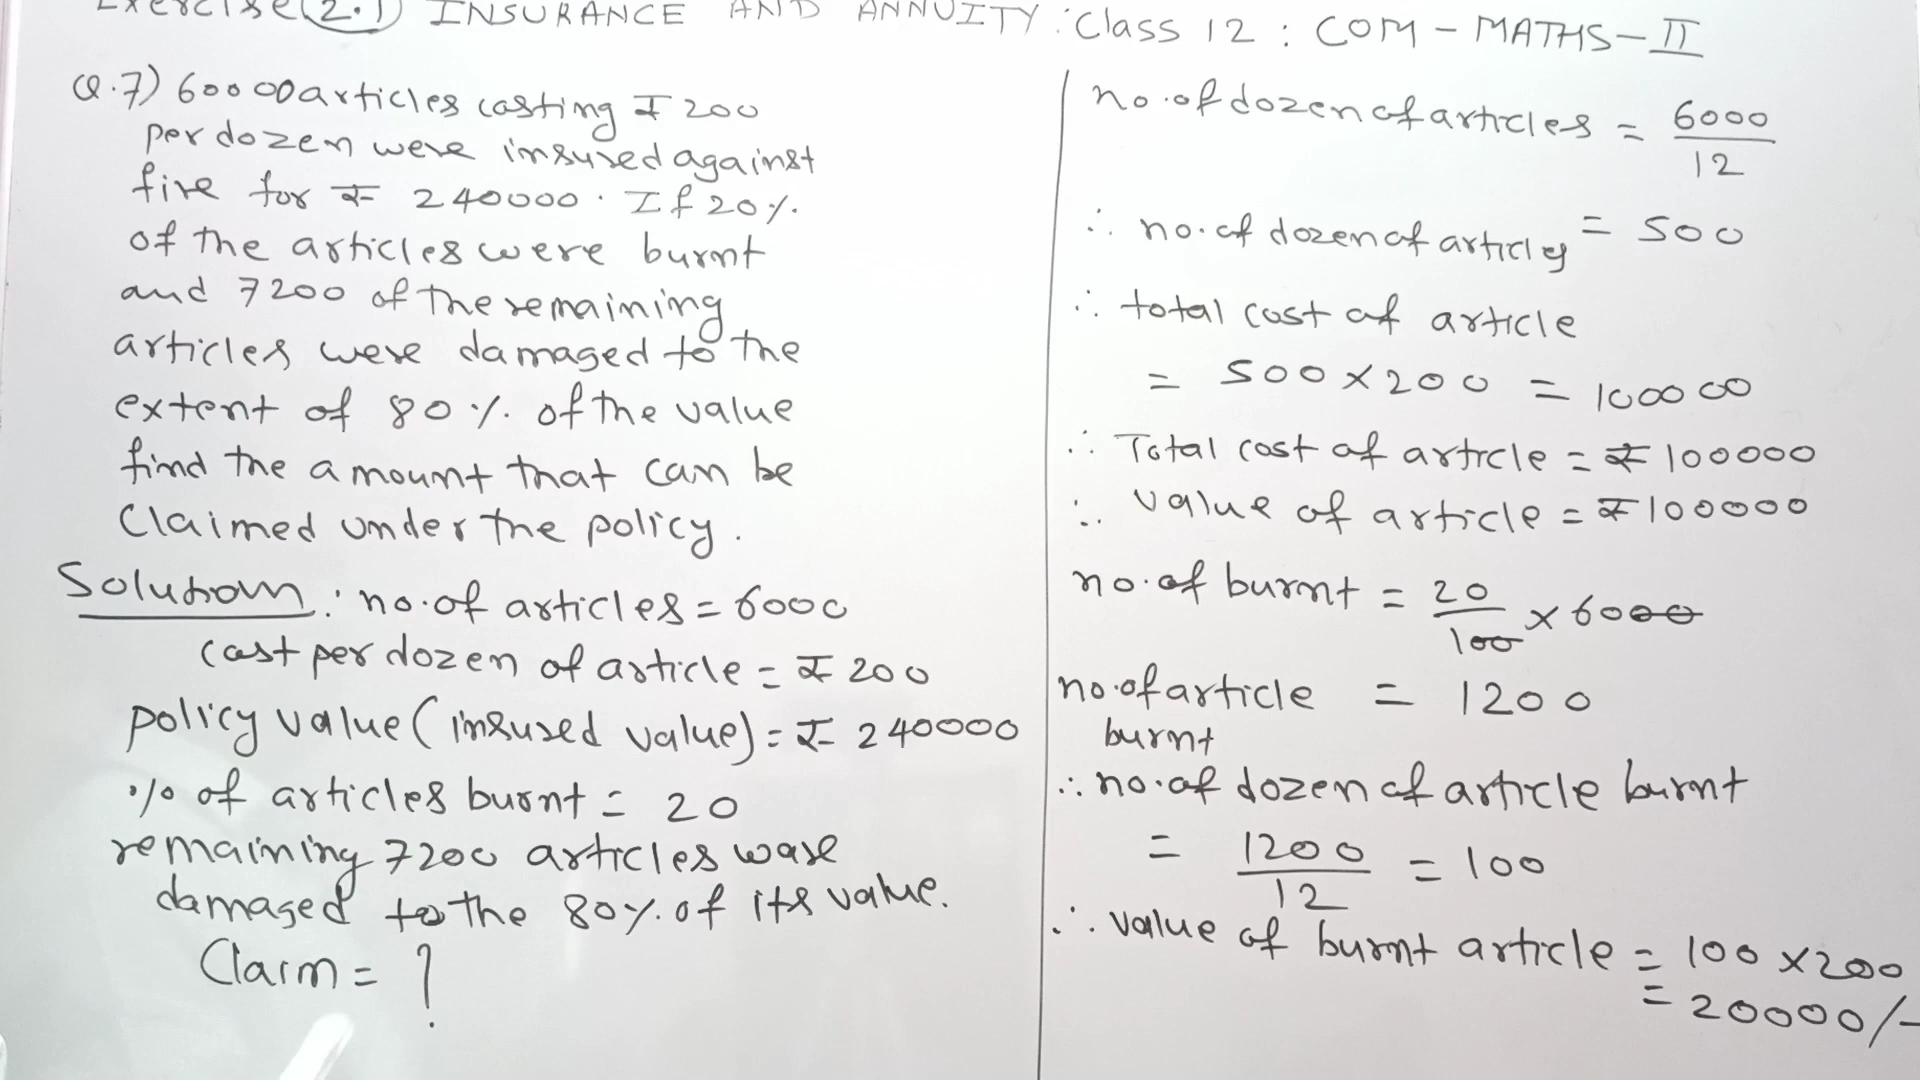 Exercise 2.1 INSURANCE AND ANNUITY : Class 12 : COM - MATHS - II
Q.7) 60000 articles costing ₹ 200
per dozen were insured against
fire for ₹ 240000. If 20%
of the articles were burnt
and 7200 of the remaining
articles were damaged to the
extent of 80% of the value
find the amount that can be
Claimed under the policy.
Solution : no. of articles = 6000
cost per dozen of article = ₹ 200
policy value (insured value) = ₹ 240000
% of articles burnt = 20
remaining 7200 articles ware
damaged to the 80% of its value.
Claim = ?
no. of dozen of articles = 6000
12
∴ no. of dozen of articles = 500
∴ total cost of article
= 500 × 200 = 100000
∴ Total cost of article = ₹ 100000
∴ value of article = ₹ 100000
no. of burnt = 20/100 × 6000
no. of article = 1200
burnt
∴ no. of dozen of article burnt
= 1200/12 = 100
∴ value of burnt article = 100 × 200
= 20000/-